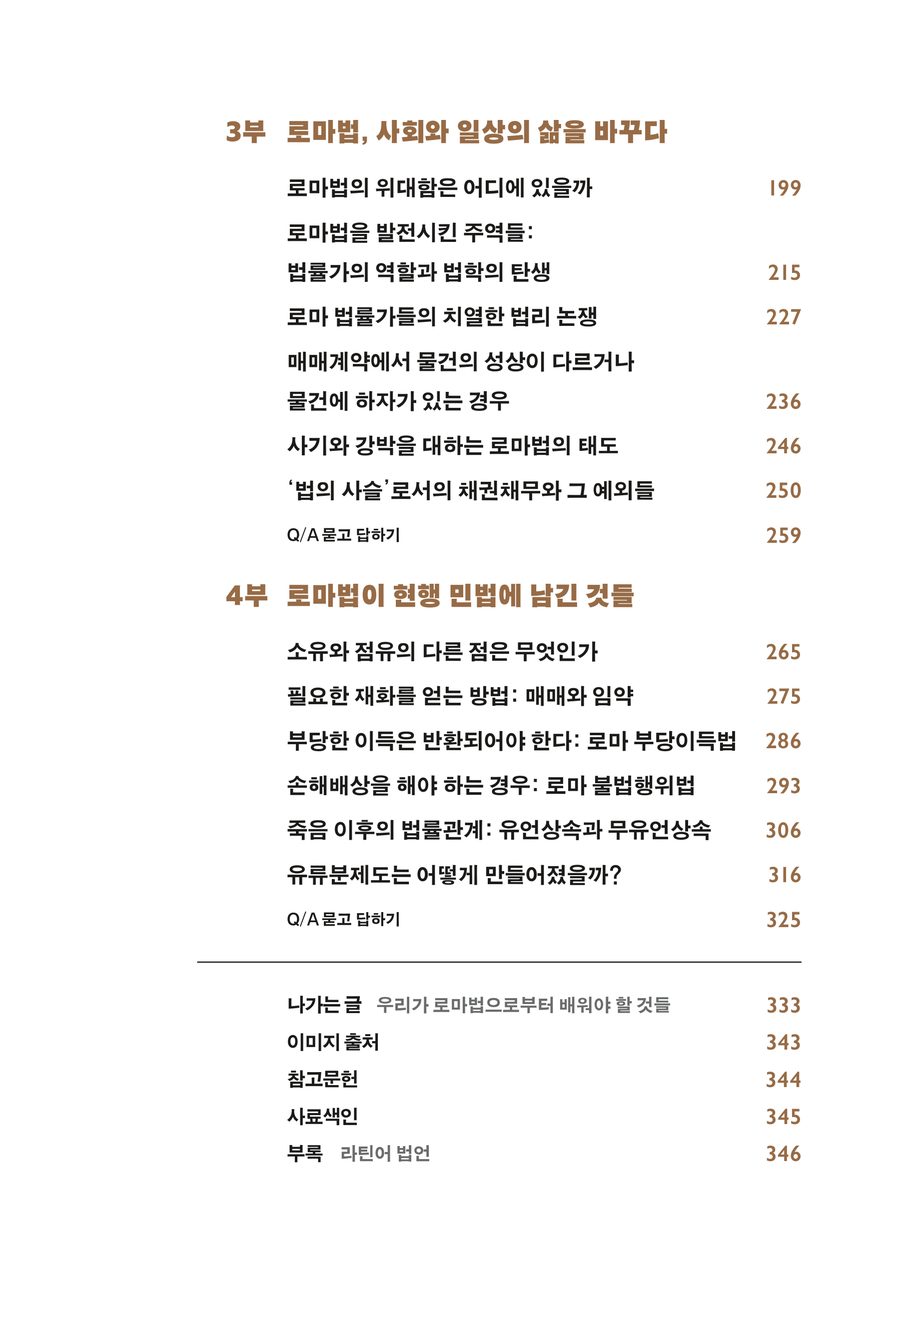 3부 로마법, 사회와 일상의 삶을 바꾸다
로마법의 위대함은 어디에 있을까 199
로마법을 발전시킨 주역들:
법률가의 역할과 법학의 탄생 215
로마 법률가들의 치열한 법리 논쟁 227
매매계약에서 물건의 성상이 다르거나
물건에 하자가 있는 경우 236
사기와 강박을 대하는 로마법의 태도 246
‘법의 사슬’로서의 채권채무와 그 예외들 250
Q/A 묻고 답하기 259
4부 로마법이 현행 민법에 남긴 것들
소유와 점유의 다른 점은 무엇인가 265
필요한 재화를 얻는 방법: 매매와 임약 275
부당한 이득은 반환되어야 한다: 로마 부당이득법 286
손해배상을 해야 하는 경우: 로마 불법행위법 293
죽음 이후의 법률관계: 유언상속과 무유언상속 306
유류분제도는 어떻게 만들어졌을까? 316
Q/A 묻고 답하기 325
나가는 글 우리가 로마법으로부터 배워야 할 것들 333
이미지 출처 343
참고문헌 344
사료색인 345
부록 라틴어 법언 346